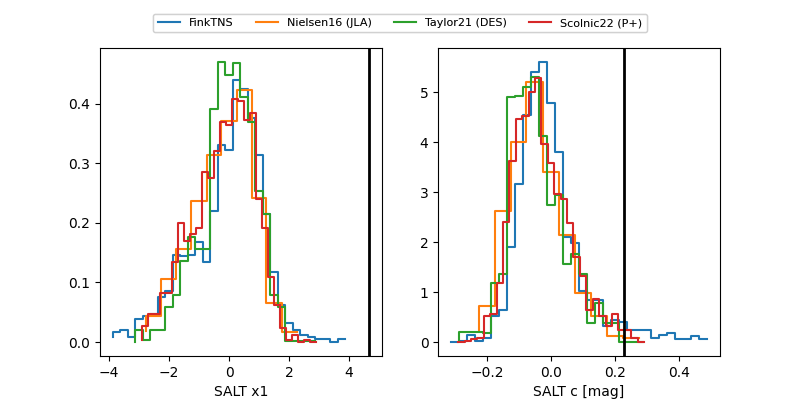 FinkTNS Nielsen16 (JLA) Taylor21 (DES) Scolnic22 (P+)
0.4
0.3
0.2
0.1
0.0
−4 −2 0 2 4
SALT x1
5
4
3
2
1
0
−0.2 0.0 0.2 0.4
SALT c [mag]